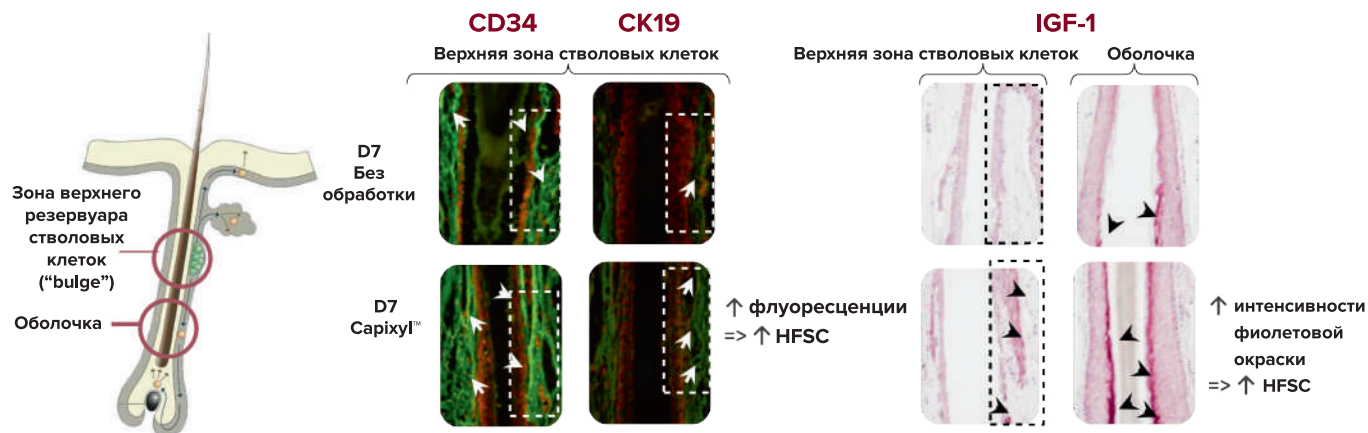 CD34
CK19
IGF-1
Верхняя зона стволовых клеток
Верхняя зона стволовых клеток
Оболочка
D7
Без
обработки
Зона верхнего
резервуара
стволовых
клеток
(“bulge”)
Оболочка
D7
Capixyl™
↑ флуоресценции
=> ↑ HFSC
↑ интенсивности
фиолетовой
окраски
=> ↑ HFSC